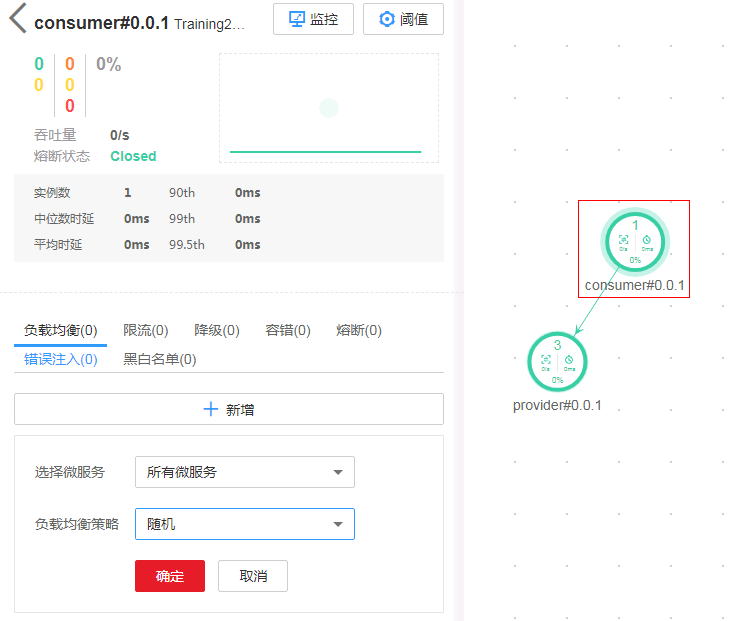 consumer#0.0.1 Training2...
监控
阈值
0 0 0%
0 0
0
吞吐量 0/s
熔断状态 Closed
实例数 1 90th 0ms
中位数时延 0ms 99th 0ms
平均时延 0ms 99.5th 0ms
负载均衡(0) 限流(0) 降级(0) 容错(0) 熔断(0)
错误注入(0) 黑白名单(0)
新增
选择微服务 所有微服务
负载均衡策略 随机
确定 取消
1
0/s 0ms
0%
consumer#0.0.1
3
0/s 0ms
0%
provider#0.0.1